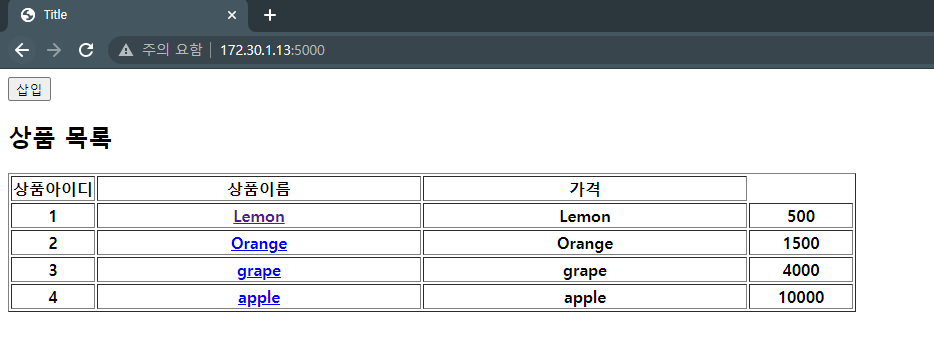 Title
주의 요함 172.30.1.13:5000
삽입
상품 목록
상품아이디 상품이름 가격
1 Lemon Lemon 500
2 Orange Orange 1500
3 grape grape 4000
4 apple apple 10000